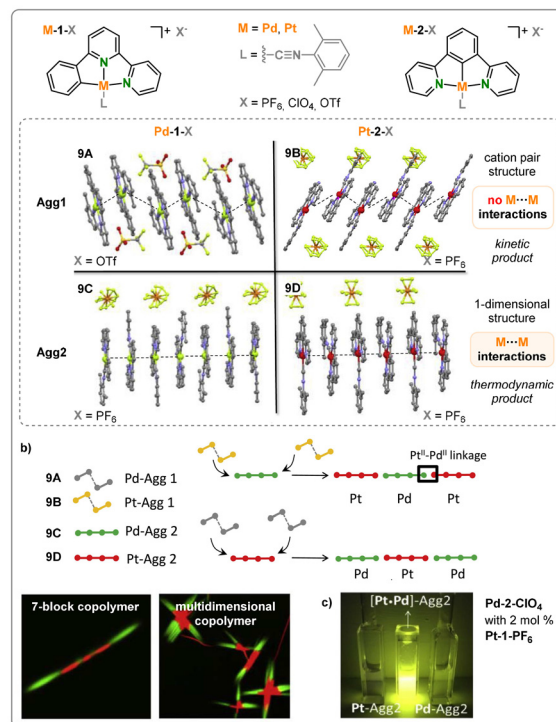 M-1-X
+ X⁻
M = Pd, Pt
M-2-X
+ X⁻
N
M
N
L
L = C≡N
N
M
N
L
X = PF₆, ClO₄, OTf
Pd-1-X
Pt-2-X
9A
9B
cation pair
structure
Agg1
no M···M
interactions
kinetic
product
X = OTf
X = PF₆
9C
9D
1-dimensional
structure
Agg2
M···M
interactions
thermodynamic
product
X = PF₆
X = PF₆
b)
Ptᴵᴵ-Pdᴵᴵ linkage
9A Pd-Agg 1
9B Pt-Agg 1
Pt Pd Pt
9C Pd-Agg 2
9D Pt-Agg 2
Pd Pt Pd
7-block copolymer
multidimensional
copolymer
c)
[Pt•Pd]-Agg2
Pd-2-ClO₄
with 2 mol %
Pt-1-PF₆
Pt-Agg2 Pd-Agg2